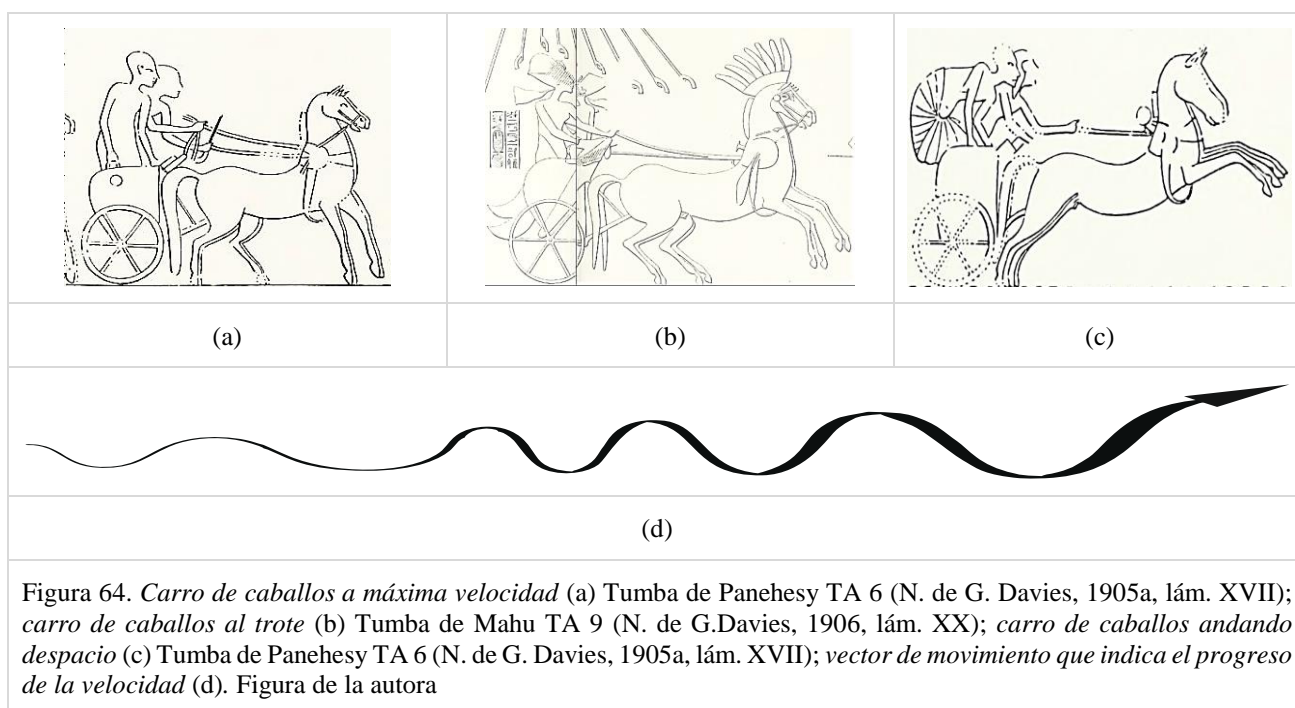 (a)
(b)
(c)
(d)
Figura 64. Carro de caballos a máxima velocidad (a) Tumba de Panehesy TA 6 (N. de G. Davies, 1905a, lám. XVII);
carro de caballos al trote (b) Tumba de Mahu TA 9 (N. de G.Davies, 1906, lám. XX); carro de caballos andando
despacio (c) Tumba de Panehesy TA 6 (N. de G. Davies, 1905a, lám. XVII); vector de movimiento que indica el progreso
de la velocidad (d). Figura de la autora